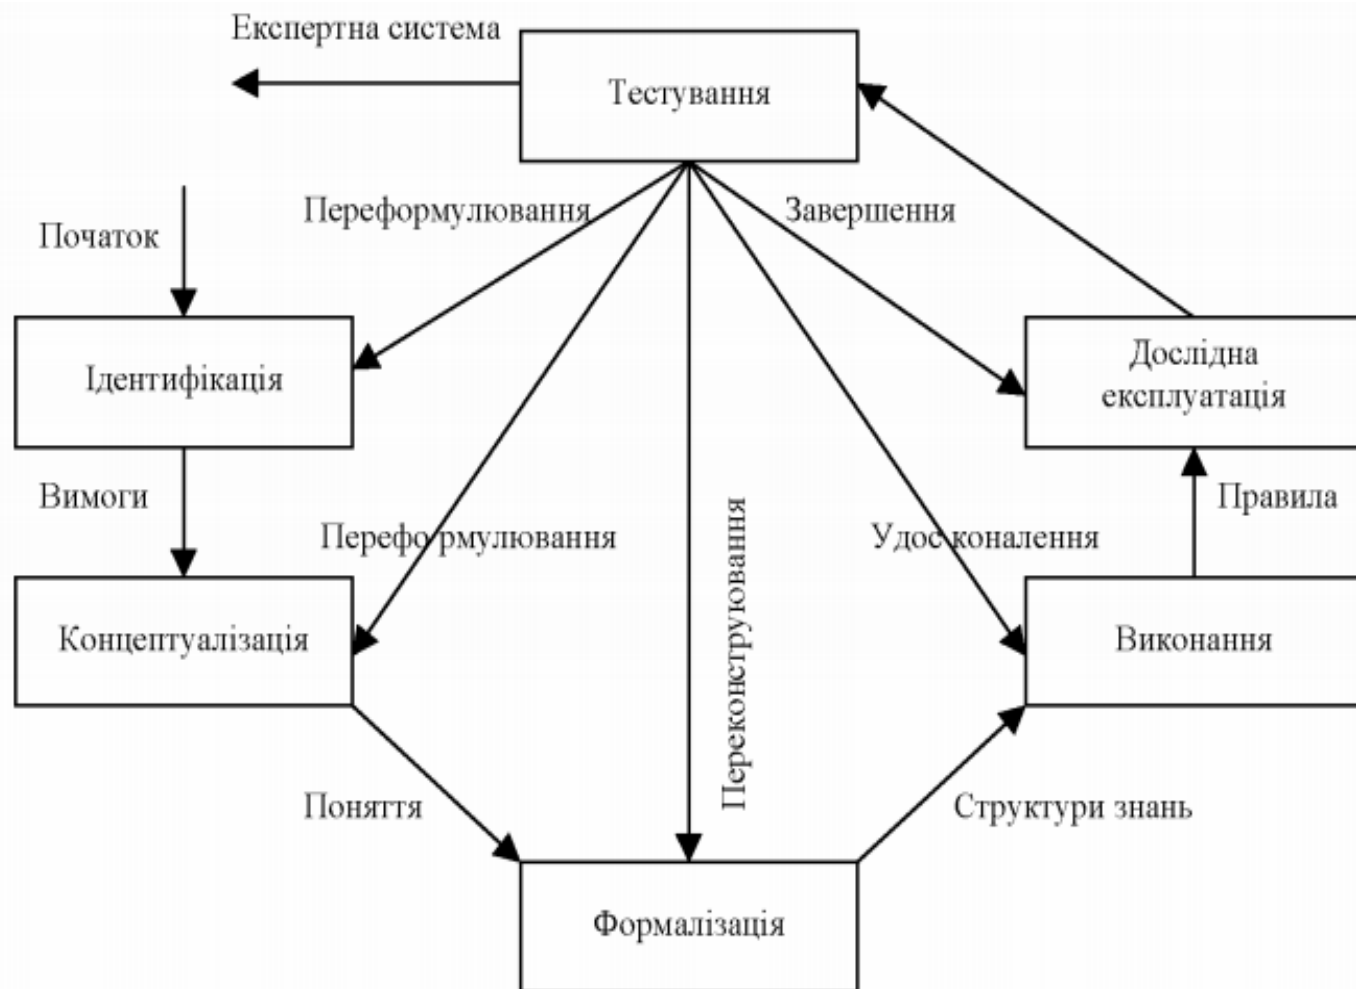 Експертна система
Тестування
Переформулювання
Завершення
Початок
Ідентифікація
Дослідна
експлуатація
Вимоги
Правила
Переформулювання
Удосконалення
Переконструювання
Концептуалізація
Виконання
Поняття
Структури знань
Формалізація